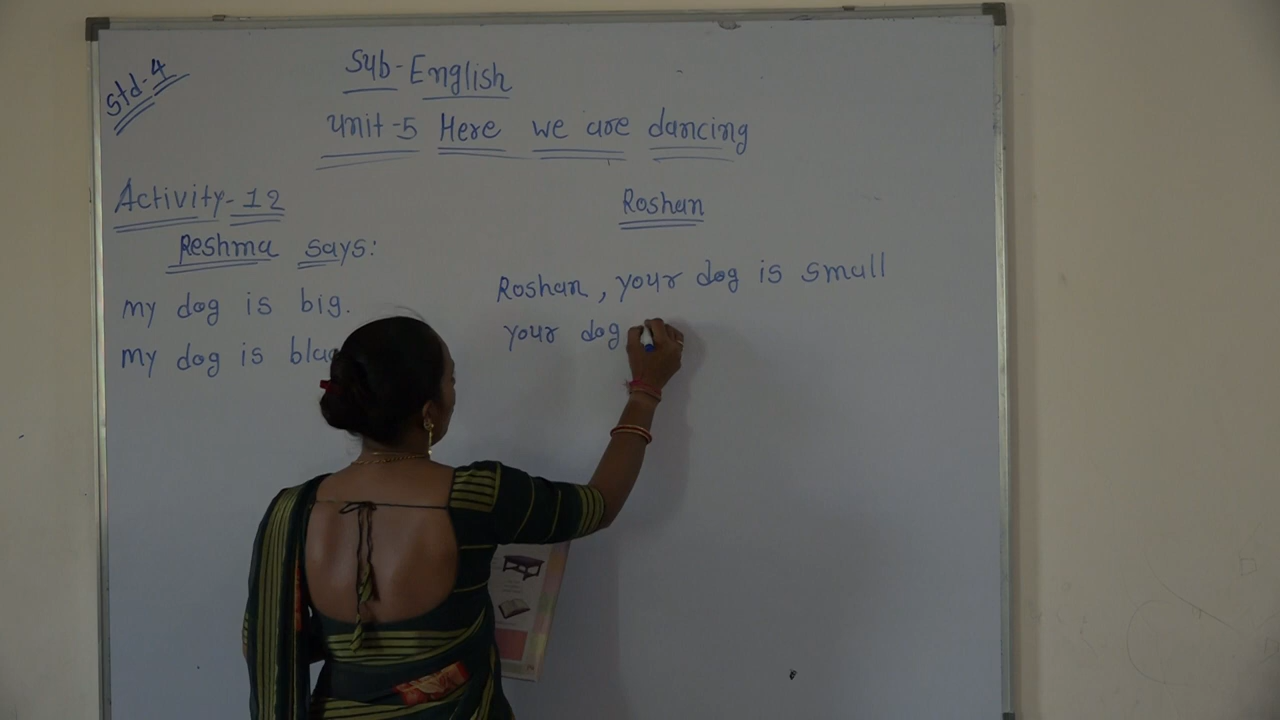 Std-4
Sub-English
Unit-5 Here we are dancing
Activity-12
Reshma says:
my dog is big.
my dog is
Roshan
Roshan, your dog is small
your dog